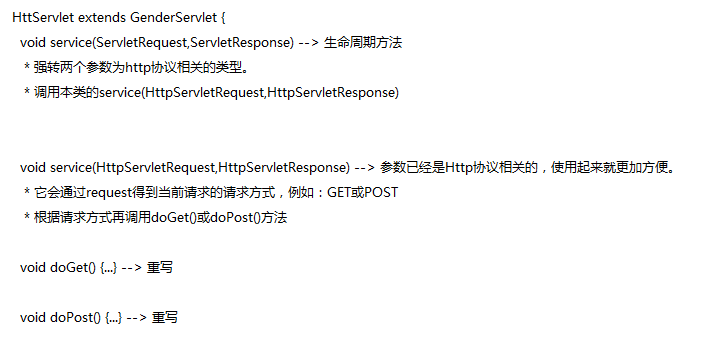 HttServlet extends GenderServlet {
void service(ServletRequest,ServletResponse) --> 生命周期方法
* 强转两个参数为http协议相关的类型。
* 调用本类的service(HttpServletRequest,HttpServletResponse)
void service(HttpServletRequest,HttpServletResponse) --> 参数已经是Http协议相关的，使用起来就更加方便。
* 它会通过request得到当前请求的请求方式，例如：GET或POST
* 根据请求方式再调用doGet()或doPost()方法
void doGet() {...} --> 重写
void doPost() {...} --> 重写